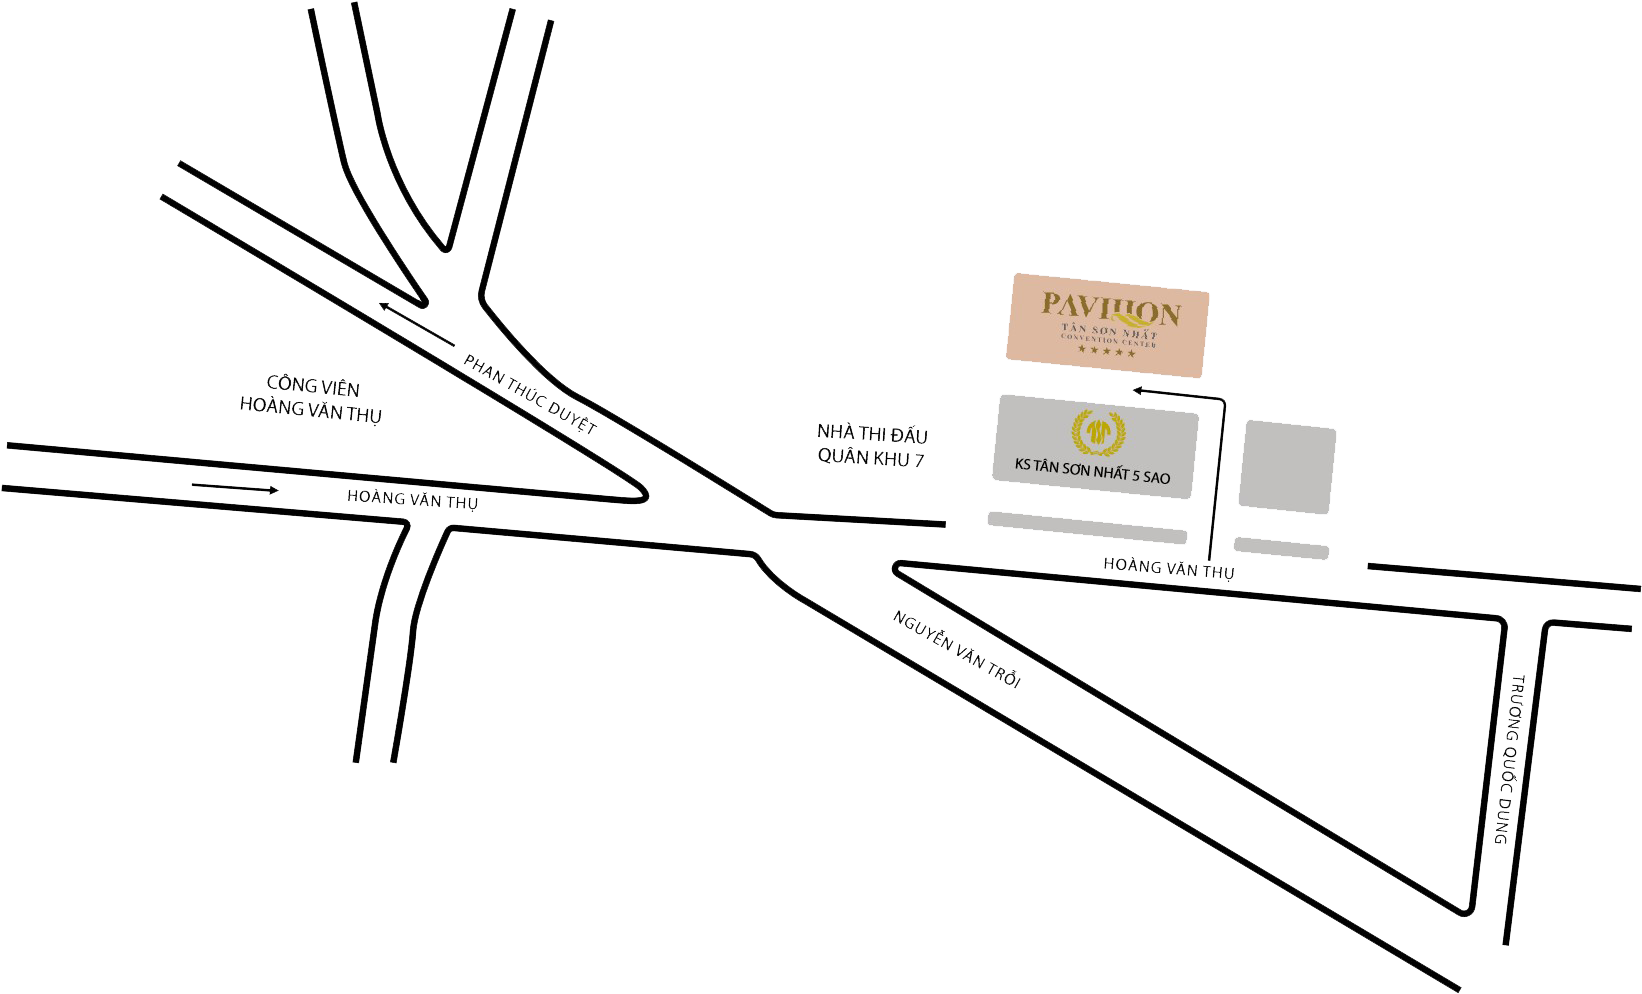 PAVILLON
TÂN SƠN NHẤT
CONVENTION CENTER
PHAN THÚC DUYỆT
CÔNG VIÊN
HOÀNG VĂN THỤ
NHÀ THI ĐẤU
QUÂN KHU 7
KS TÂN SƠN NHẤT 5 SAO
HOÀNG VĂN THỤ
HOÀNG VĂN THỤ
NGUYỄN VĂN TRỖI
TRƯƠNG QUỐC DUNG